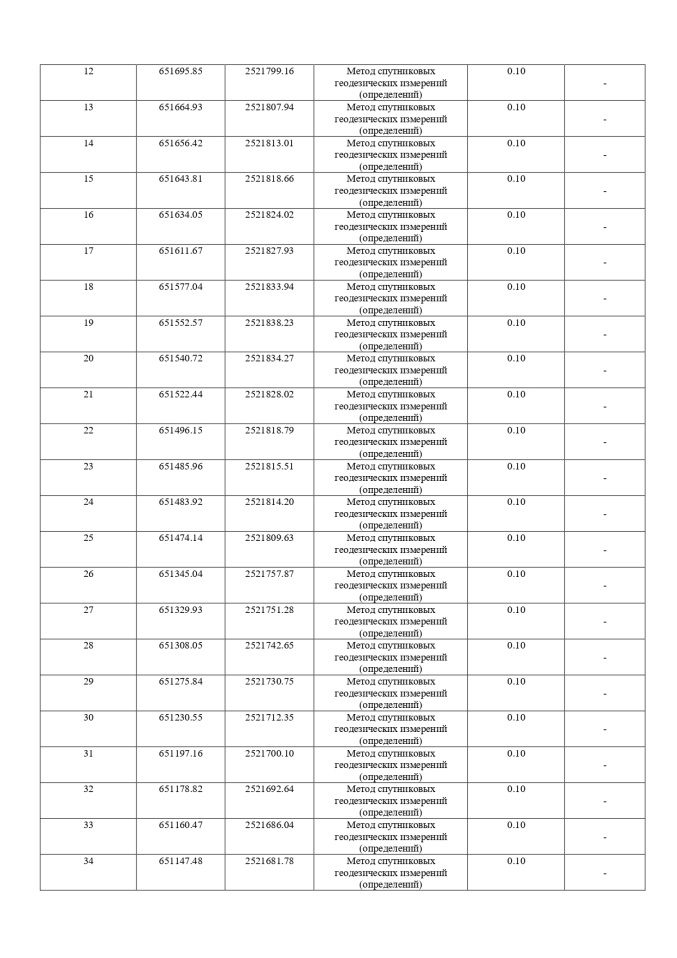 12 651695.85 2521799.16 Метод спутниковых 0.10
геодезических измерений -
(определений)
13 651664.93 2521807.94 Метод спутниковых 0.10
геодезических измерений -
(определений)
14 651656.42 2521813.01 Метод спутниковых 0.10
геодезических измерений -
(определений)
15 651643.81 2521818.66 Метод спутниковых 0.10
геодезических измерений -
(определений)
16 651634.05 2521824.02 Метод спутниковых 0.10
геодезических измерений -
(определений)
17 651611.67 2521827.93 Метод спутниковых 0.10
геодезических измерений -
(определений)
18 651577.04 2521833.94 Метод спутниковых 0.10
геодезических измерений -
(определений)
19 651552.57 2521838.23 Метод спутниковых 0.10
геодезических измерений -
(определений)
20 651540.72 2521834.27 Метод спутниковых 0.10
геодезических измерений -
(определений)
21 651522.44 2521828.02 Метод спутниковых 0.10
геодезических измерений -
(определений)
22 651496.15 2521818.79 Метод спутниковых 0.10
геодезических измерений -
(определений)
23 651485.96 2521815.51 Метод спутниковых 0.10
геодезических измерений -
(определений)
24 651483.92 2521814.20 Метод спутниковых 0.10
геодезических измерений -
(определений)
25 651474.14 2521809.63 Метод спутниковых 0.10
геодезических измерений -
(определений)
26 651345.04 2521757.87 Метод спутниковых 0.10
геодезических измерений -
(определений)
27 651329.93 2521751.28 Метод спутниковых 0.10
геодезических измерений -
(определений)
28 651308.05 2521742.65 Метод спутниковых 0.10
геодезических измерений -
(определений)
29 651275.84 2521730.75 Метод спутниковых 0.10
геодезических измерений -
(определений)
30 651230.55 2521712.35 Метод спутниковых 0.10
геодезических измерений -
(определений)
31 651197.16 2521700.10 Метод спутниковых 0.10
геодезических измерений -
(определений)
32 651178.82 2521692.64 Метод спутниковых 0.10
геодезических измерений -
(определений)
33 651160.47 2521686.04 Метод спутниковых 0.10
геодезических измерений -
(определений)
34 651147.48 2521681.78 Метод спутниковых 0.10
геодезических измерений -
(определений)